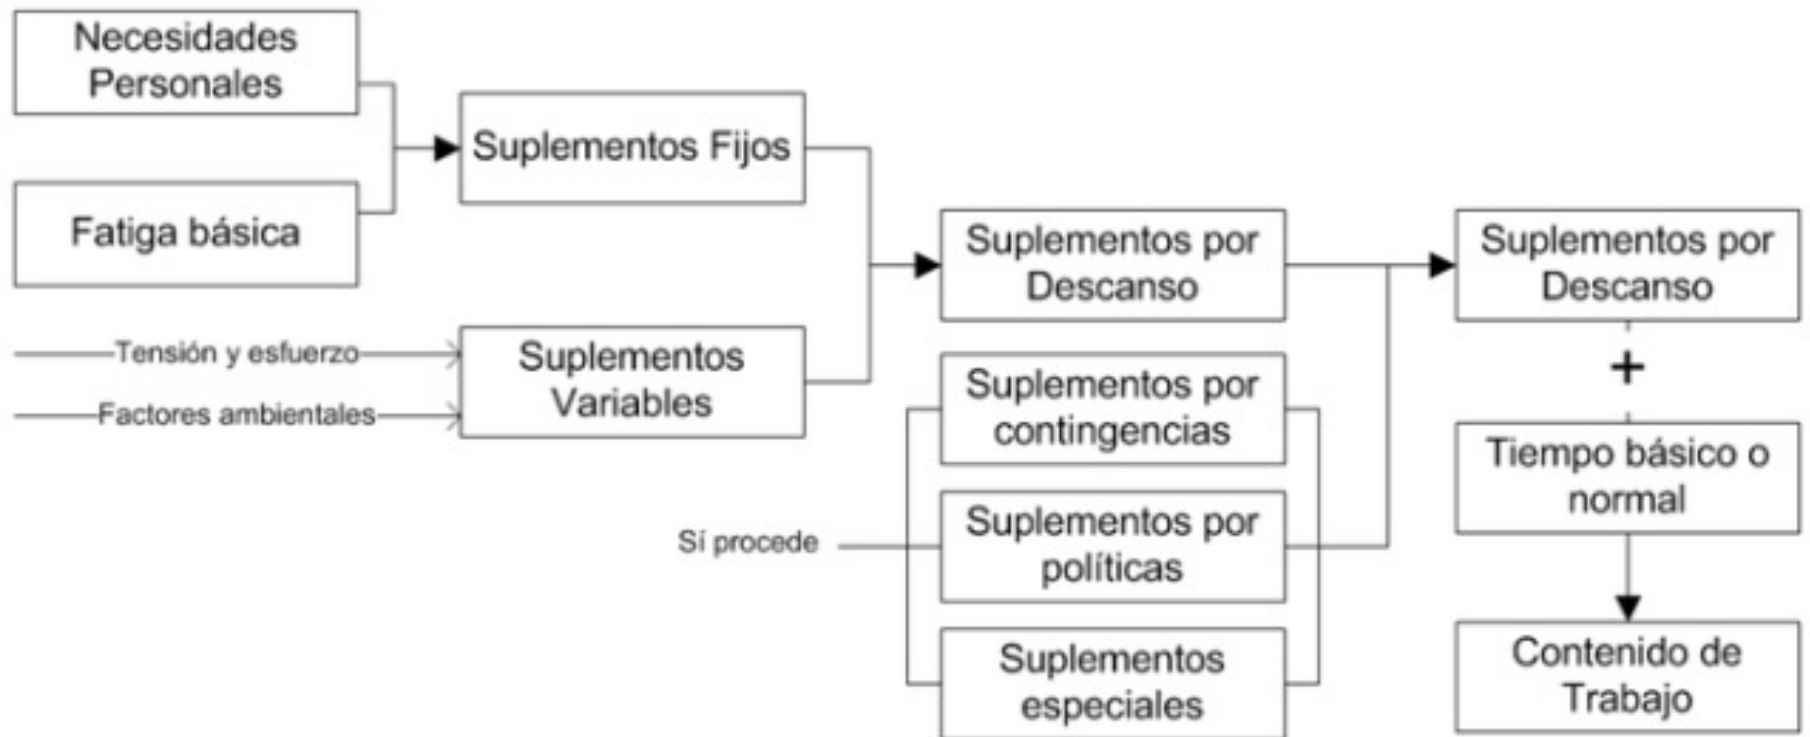 Necesidades
Personales
Fatiga básica
Tensión y esfuerzo
Factores ambientales
Suplementos Fijos
Suplementos
Variables
Sí procede
Suplementos por
Descanso
Suplementos por
contingencias
Suplementos por
políticas
Suplementos
especiales
Suplementos por
Descanso
+
Tiempo básico o
normal
Contenido de
Trabajo